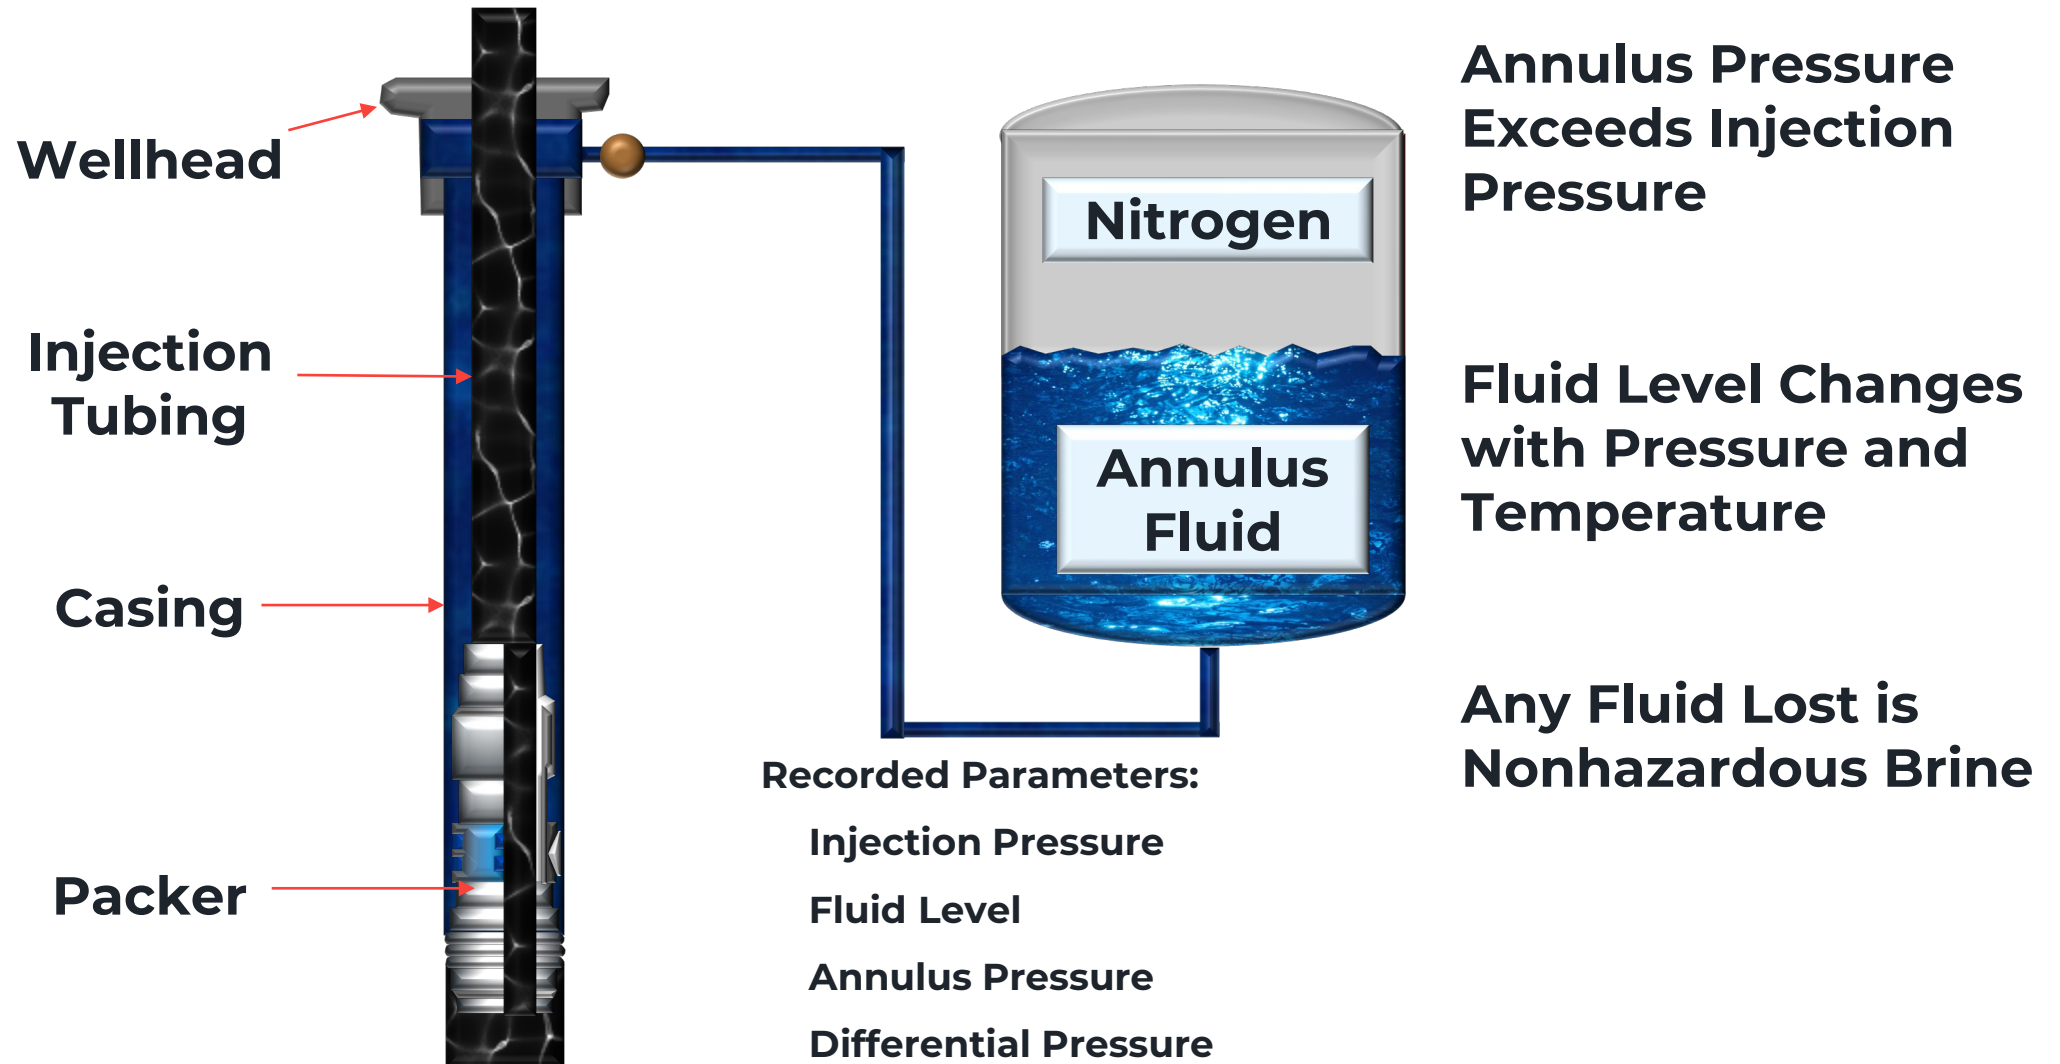 Wellhead
Injection
Tubing
Casing
Packer
Nitrogen
Annulus
Fluid
Recorded Parameters:
Injection Pressure
Fluid Level
Annulus Pressure
Differential Pressure
Annulus Pressure
Exceeds Injection
Pressure
Fluid Level Changes
with Pressure and
Temperature
Any Fluid Lost is
Nonhazardous Brine